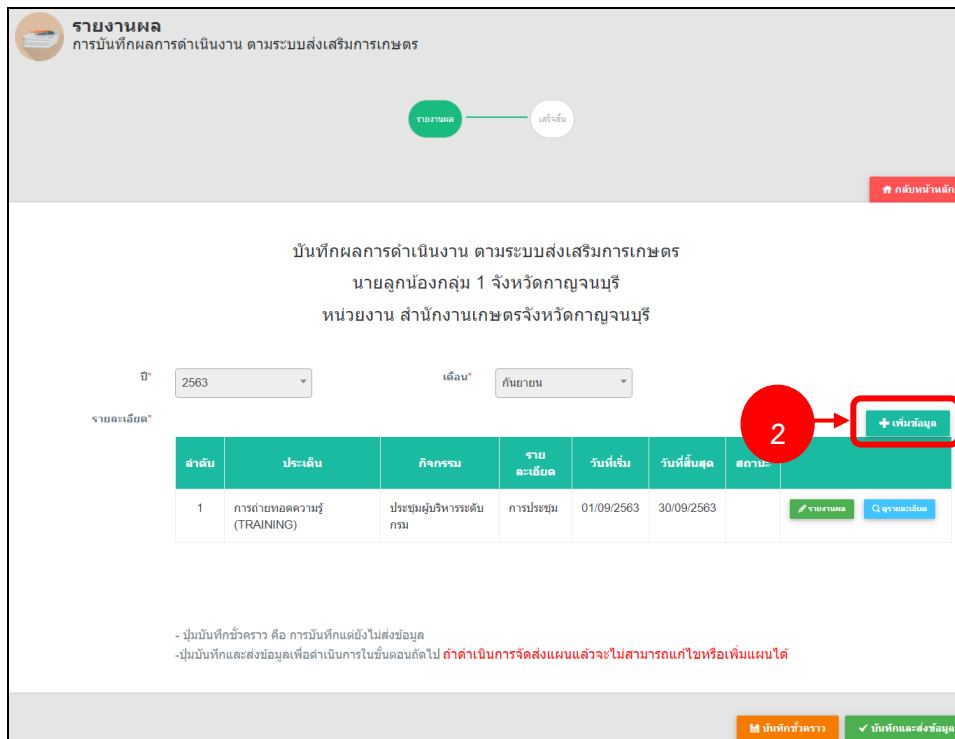 รายงานผล
การบันทึกผลการดำเนินงาน ตามระบบส่งเสริมการเกษตร
รายงานผล
เสร็จสิ้น
กลับหน้าหลัก
บันทึกผลการดำเนินงาน ตามระบบส่งเสริมการเกษตร
นายลูกน้องกลุ่ม 1 จังหวัดกาญจนบุรี
หน่วยงาน สำนักงานเกษตรจังหวัดกาญจนบุรี
ปี* 2563 เดือน* กันยายน
รายละเอียด*
2
เพิ่มข้อมูล
ลำดับ ประเด็น กิจกรรม ราย วันที่เริ่ม วันที่สิ้นสุด สถานะ
ละเอียด
1 การถ่ายทอดความรู้ ประชุมผู้บริหารระดับ การประชุม 01/09/2563 30/09/2563 รายงานผล ดูรายละเอียด
(TRAINING) กรม
- ปุ่มบันทึกชั่วคราว คือ การบันทึกแต่ยังไม่ส่งข้อมูล
-ปุ่มบันทึกและส่งข้อมูลเพื่อดำเนินการในขั้นตอนถัดไป ถ้าดำเนินการจัดส่งแผนแล้วจะไม่สามารถแก้ไขหรือเพิ่มแผนได้
บันทึกชั่วคราว บันทึกและส่งข้อมูล